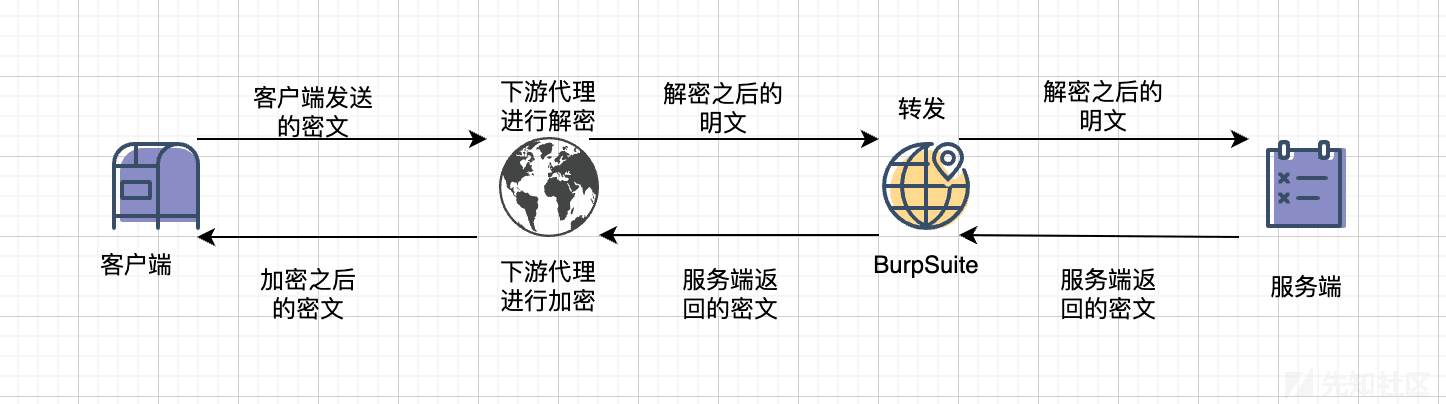 客户端发送
的密文
下游代理
进行解密
解密之后的
明文
转发
解密之后的
明文
客户端
加密之后
的密文
下游代理
进行加密
服务端返
回的密文
BurpSuite
服务端返
回的密文
服务端
先知社区